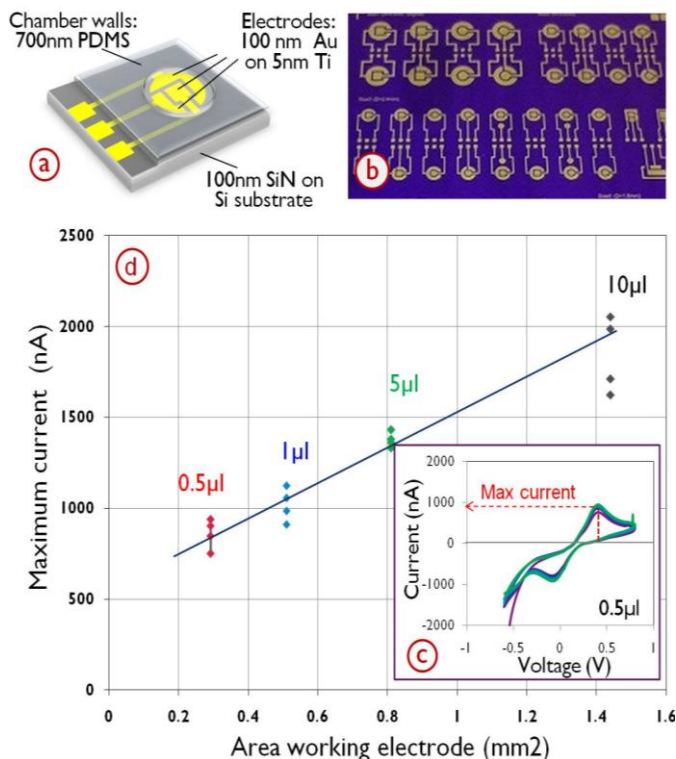 Chamber walls:
700nm PDMS
Electrodes:
100 nm Au
on 5nm Ti
100nm SiN on
Si substrate
a
b
d
2500
2000
1500
1000
500
0
Maximum current (nA)
0
0.2
0.4
0.6
0.8
1
1.2
1.4
1.6
Area working electrode (mm2)
0.5µl
1µl
5µl
10µl
2000
1000
0
-1000
-2000
Current (nA)
Max current
0.5µl
-1
-0.5
0
0.5
1
Voltage (V)
c